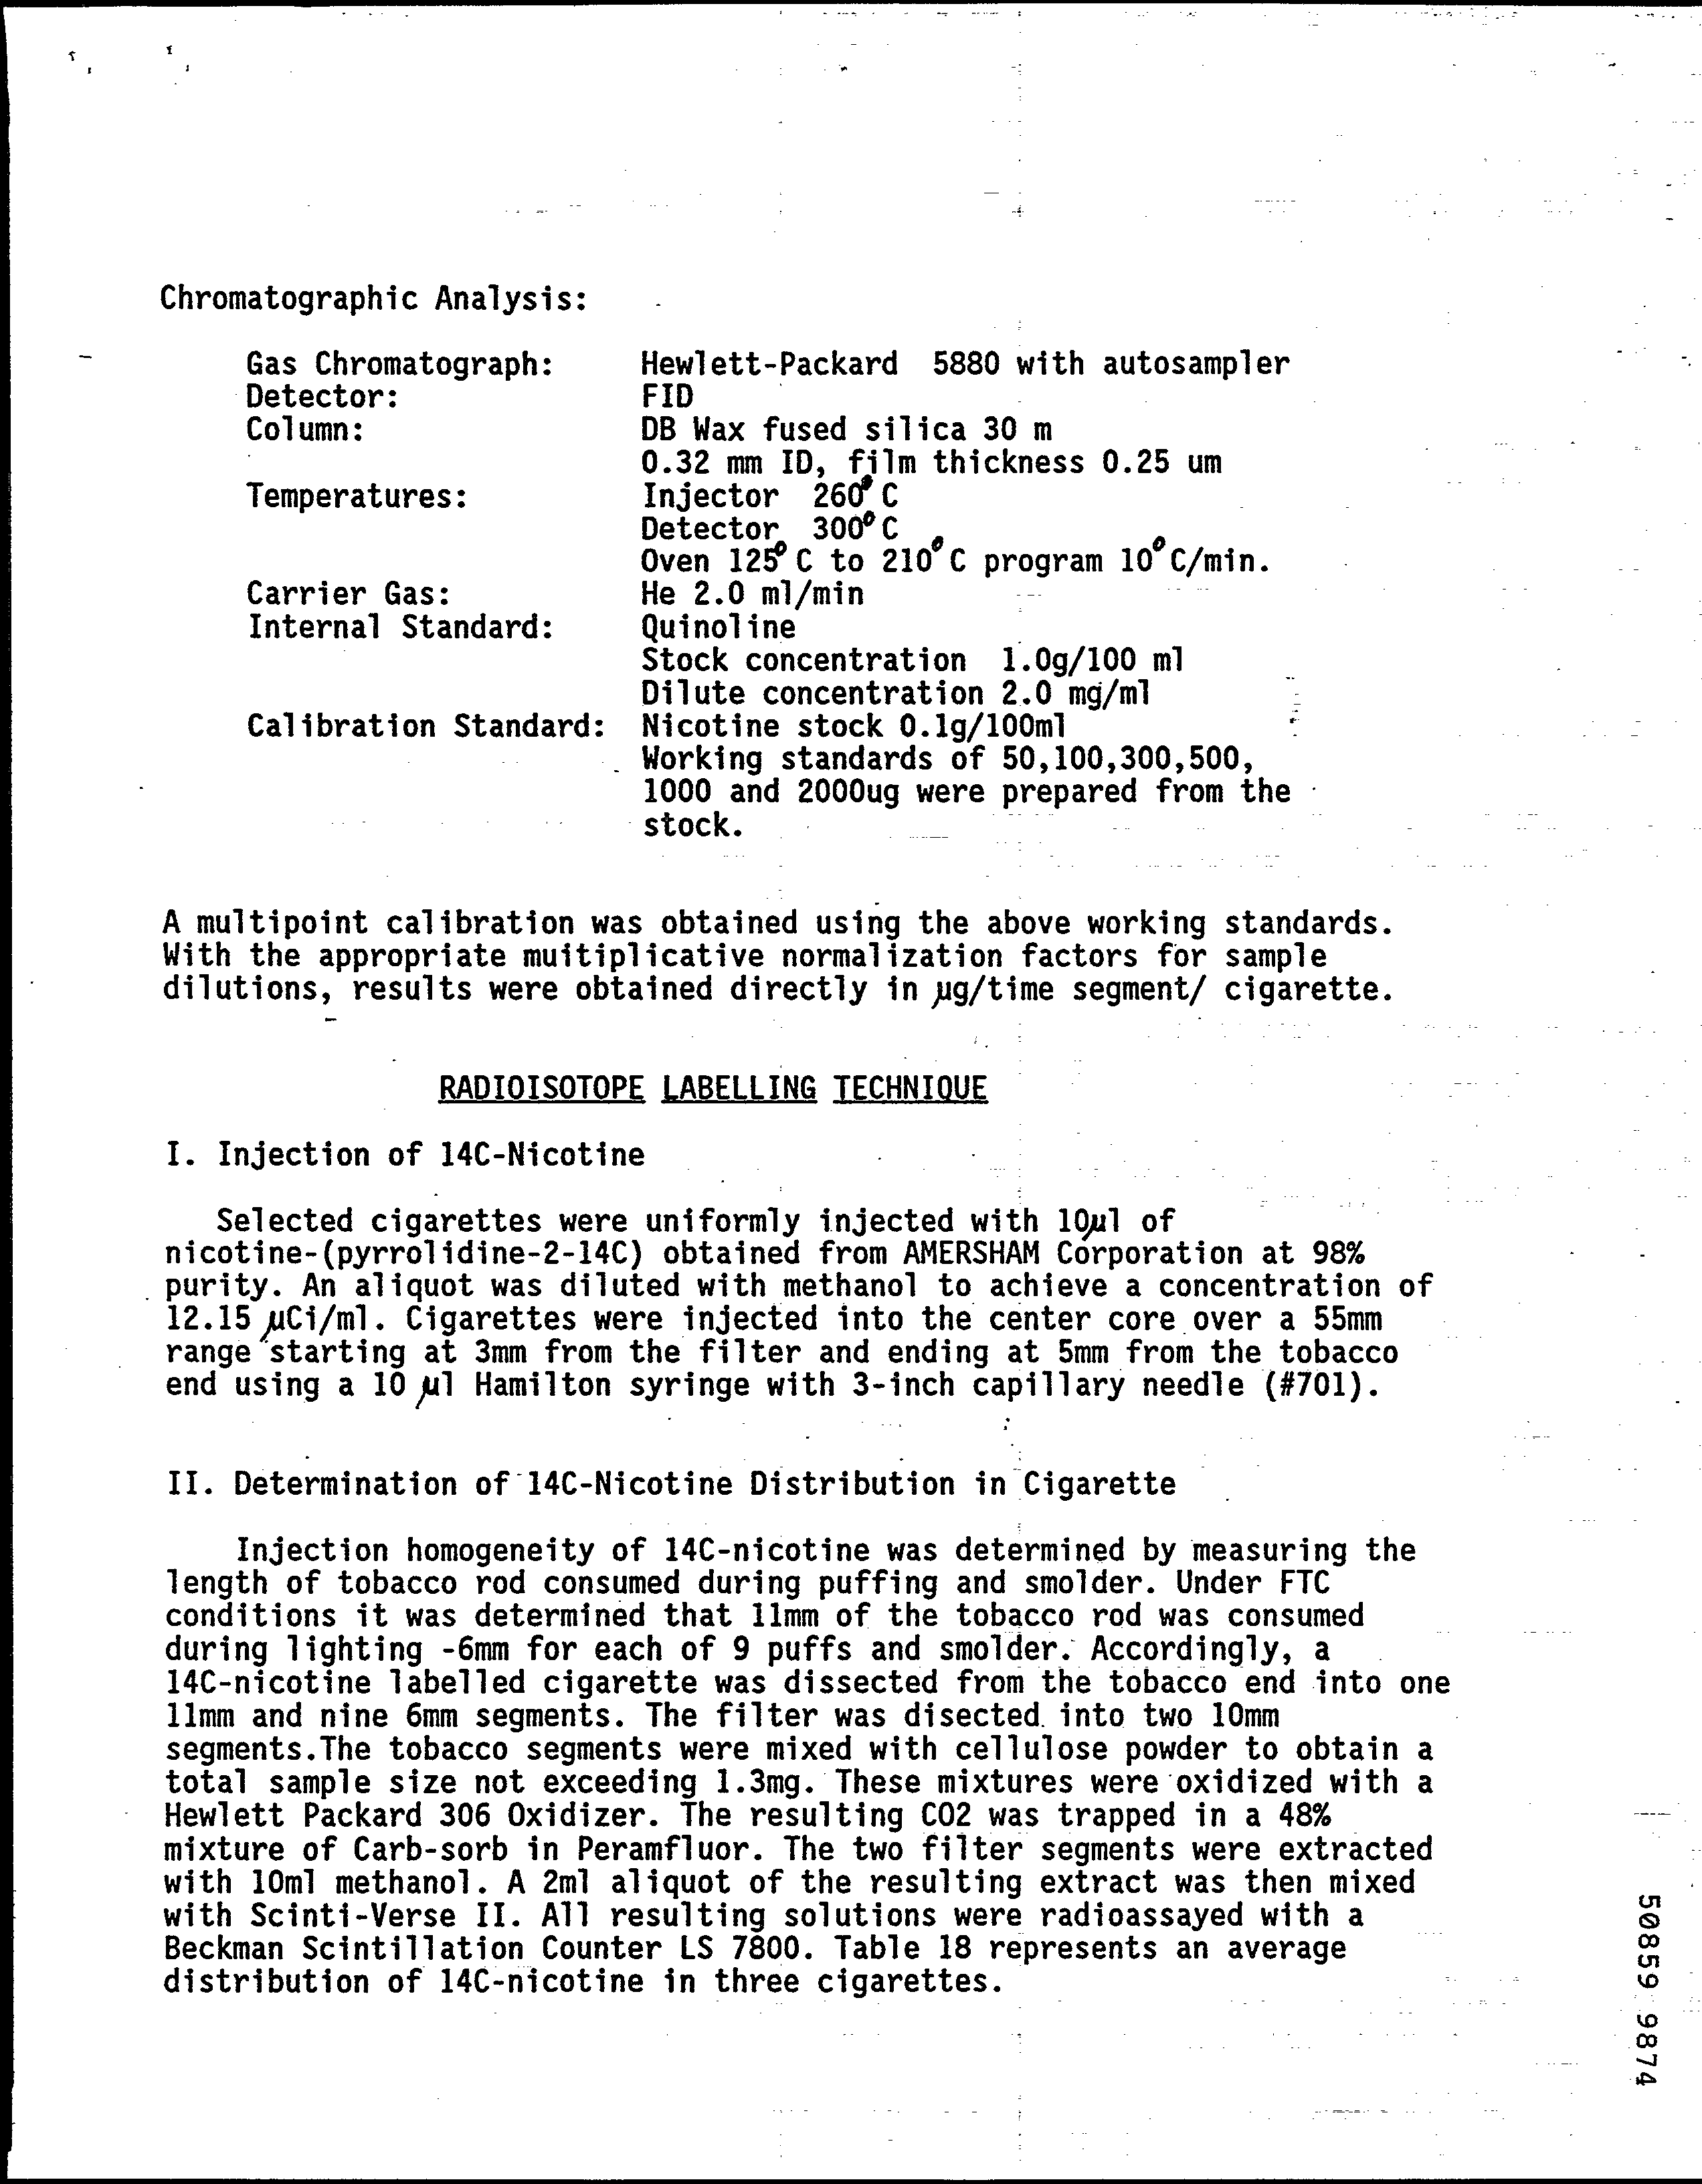 Chromatographic Analysis:
Gas Chromatograph: Hewlett-Packard 5880 with autosampler
Detector: FID
Column: DB Wax fused silica 30 m
0.32 mm ID, film thickness 0.25 um
Temperatures: Injector 260°C
Detector 300°C
Oven 125°C to 210°C program 10°C/min.
Carrier Gas: He 2.0 ml/min
Internal Standard: Quinoline
Stock concentration 1.0g/100 ml
Dilute concentration 2.0 mg/ml
Calibration Standard: Nicotine stock 0.1g/100ml
Working standards of 50,100,300,500,
1000 and 2000ug were prepared from the
stock.
A multipoint calibration was obtained using the above working standards.
With the appropriate muitiplicative normalization factors for sample
dilutions, results were obtained directly in µg/time segment/ cigarette.
RADIOISOTOPE LABELLING TECHNIQUE
I. Injection of 14C-Nicotine
Selected cigarettes were uniformly injected with 10µl of
nicotine-(pyrrolidine-2-14C) obtained from AMERSHAM Corporation at 98%
purity. An aliquot was diluted with methanol to achieve a concentration of
12.15 µCi/ml. Cigarettes were injected into the center core over a 55mm
range starting at 3mm from the filter and ending at 5mm from the tobacco
end using a 10 µl Hamilton syringe with 3-inch capillary needle (#701).
II. Determination of 14C-Nicotine Distribution in Cigarette
Injection homogeneity of 14C-nicotine was determined by measuring the
length of tobacco rod consumed during puffing and smolder. Under FTC
conditions it was determined that 11mm of the tobacco rod was consumed
during lighting -6mm for each of 9 puffs and smolder. Accordingly, a
14C-nicotine labelled cigarette was dissected from the tobacco end into one
11mm and nine 6mm segments. The filter was disected into two 10mm
segments.The tobacco segments were mixed with cellulose powder to obtain a
total sample size not exceeding 1.3mg. These mixtures were oxidized with a
Hewlett Packard 306 Oxidizer. The resulting CO2 was trapped in a 48%
mixture of Carb-sorb in Peramfluor. The two filter segments were extracted
with 10ml methanol. A 2ml aliquot of the resulting extract was then mixed
with Scinti-Verse II. All resulting solutions were radioassayed with a
Beckman Scintillation Counter LS 7800. Table 18 represents an average
distribution of 14C-nicotine in three cigarettes.
50859 9874